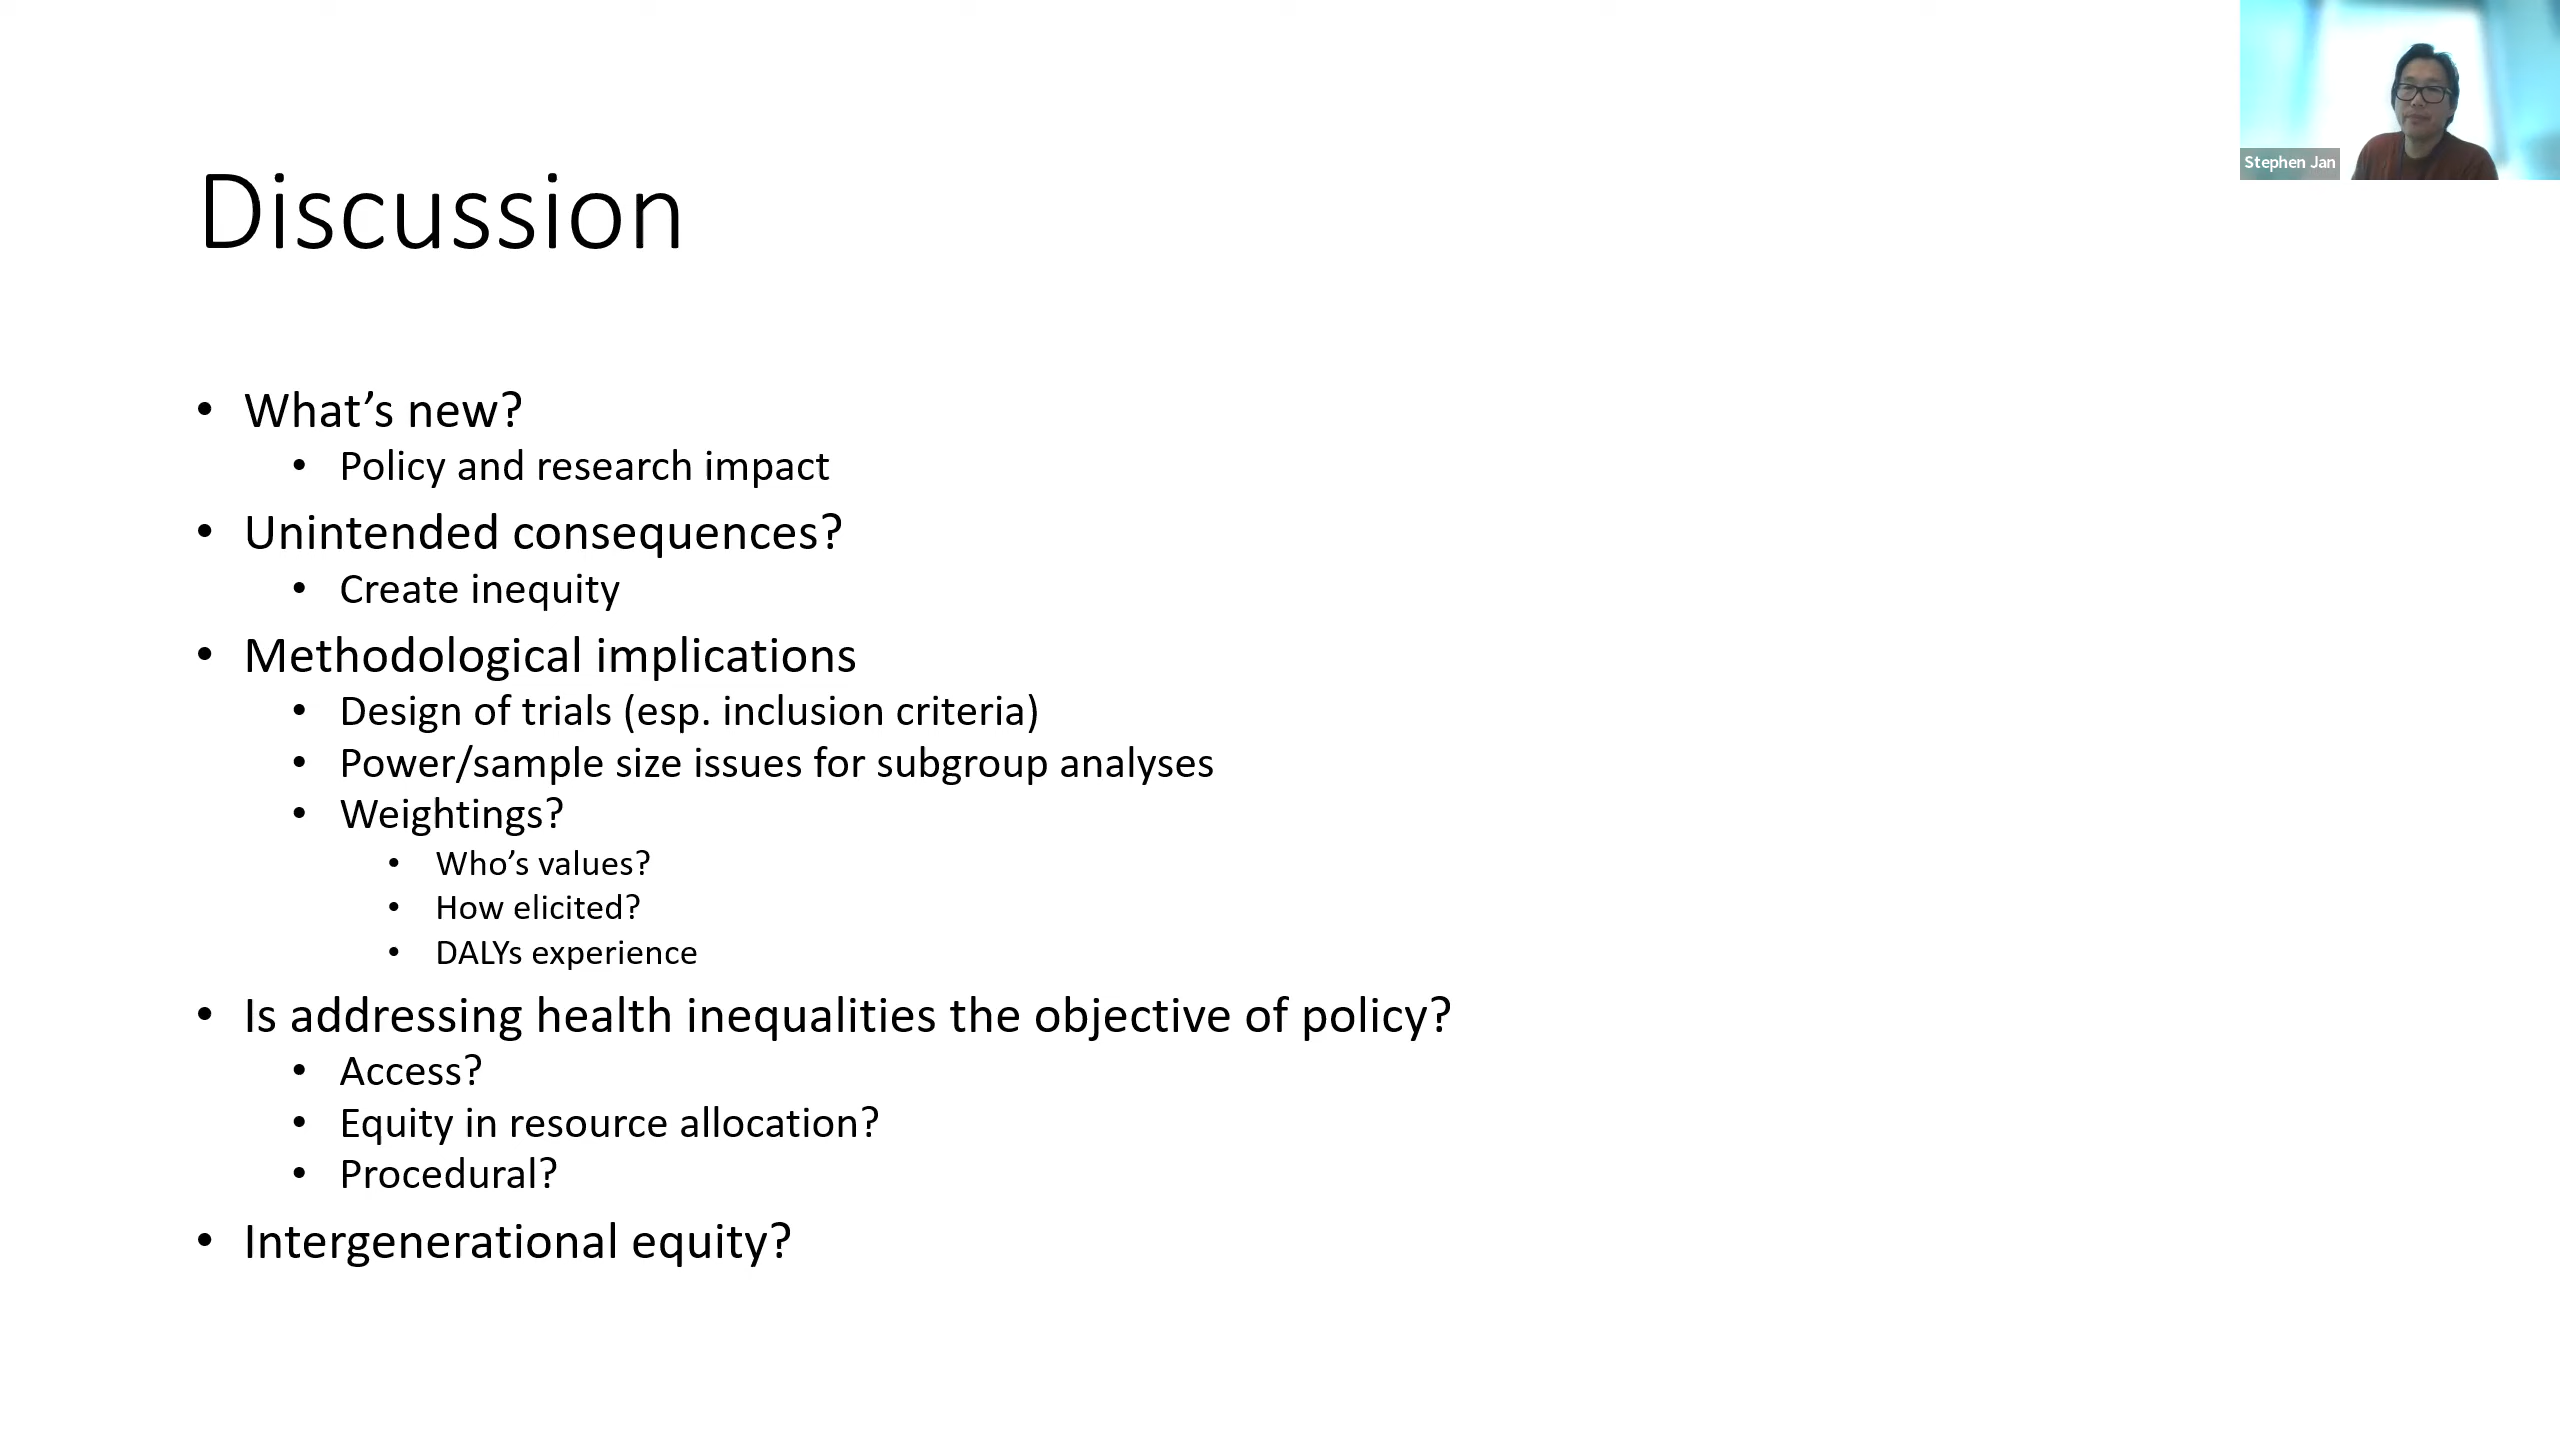 Stephen Jan
Discussion
• What’s new?
• Policy and research impact
• Unintended consequences?
• Create inequity
• Methodological implications
• Design of trials (esp. inclusion criteria)
• Power/sample size issues for subgroup analyses
• Weightings?
• Who’s values?
• How elicited?
• DALYs experience
• Is addressing health inequalities the objective of policy?
• Access?
• Equity in resource allocation?
• Procedural?
• Intergenerational equity?